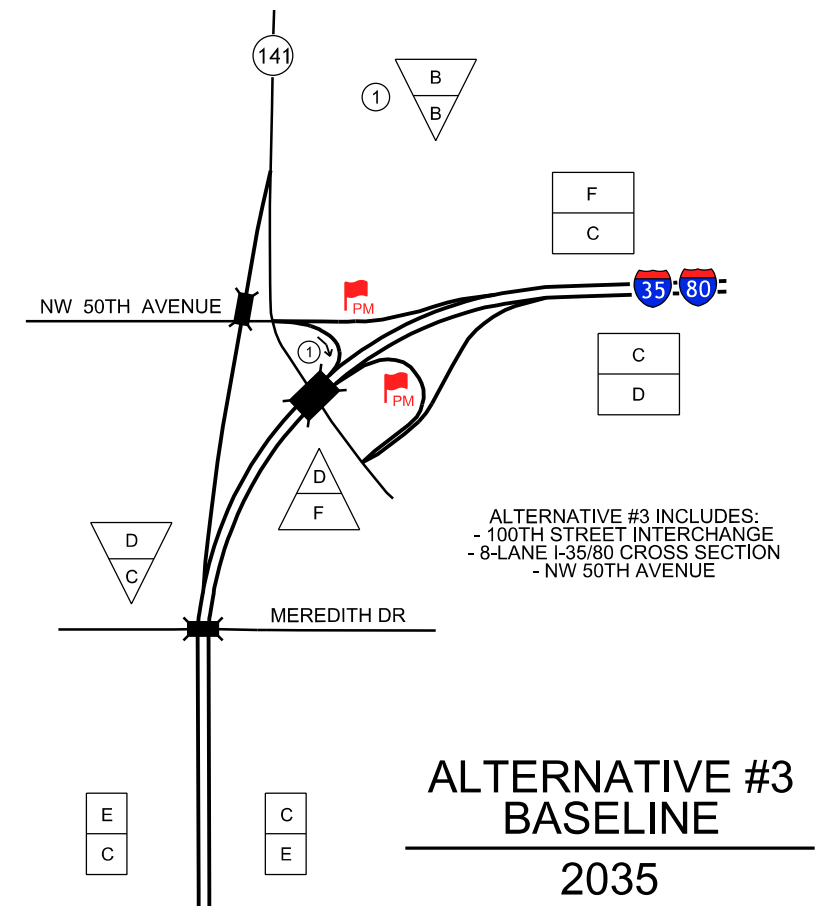 141
1
B
B
F
C
NW 50TH AVENUE
PM
35 80
1
C
D
PM
D
F
ALTERNATIVE #3 INCLUDES:
- 100TH STREET INTERCHANGE
- 8-LANE I-35/80 CROSS SECTION
- NW 50TH AVENUE
D
C
MEREDITH DR
E
C
C
E
ALTERNATIVE #3
BASELINE
2035